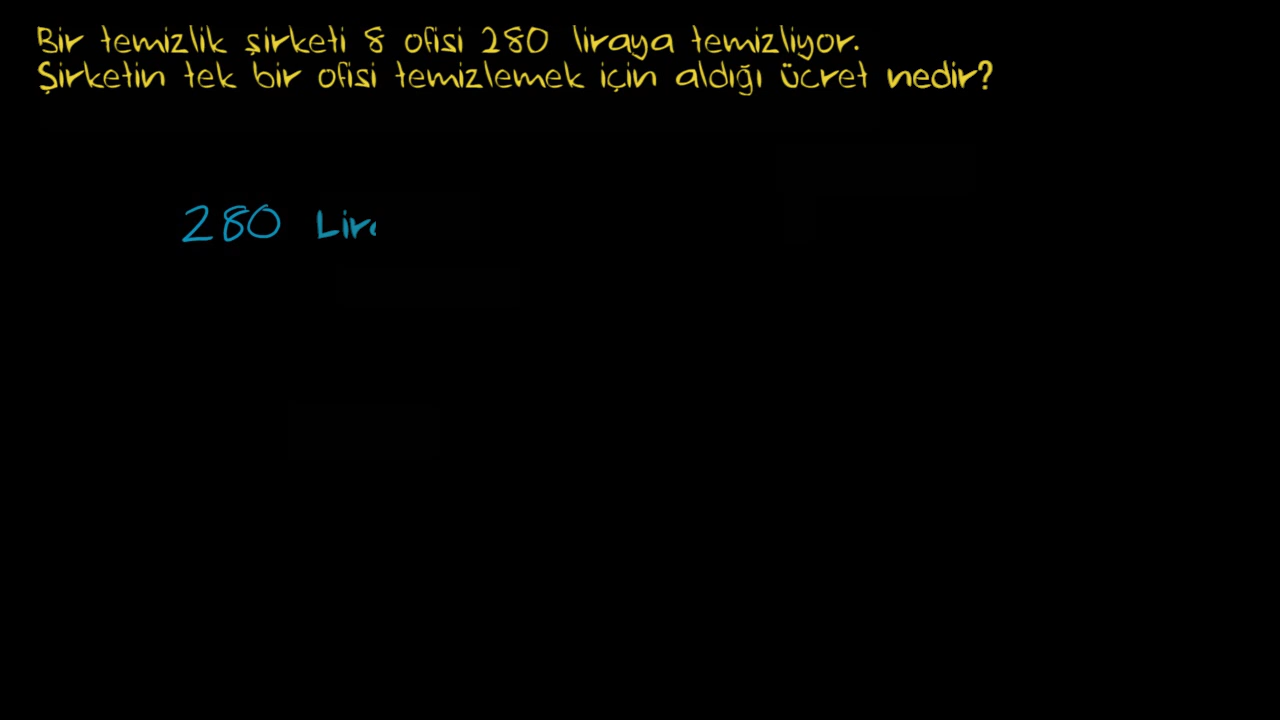 Bir temizlik şirketi 8 ofisi 280 liraya temizliyor.
Şirketin tek bir ofisi temizlemek için aldığı ücret nedir?
280